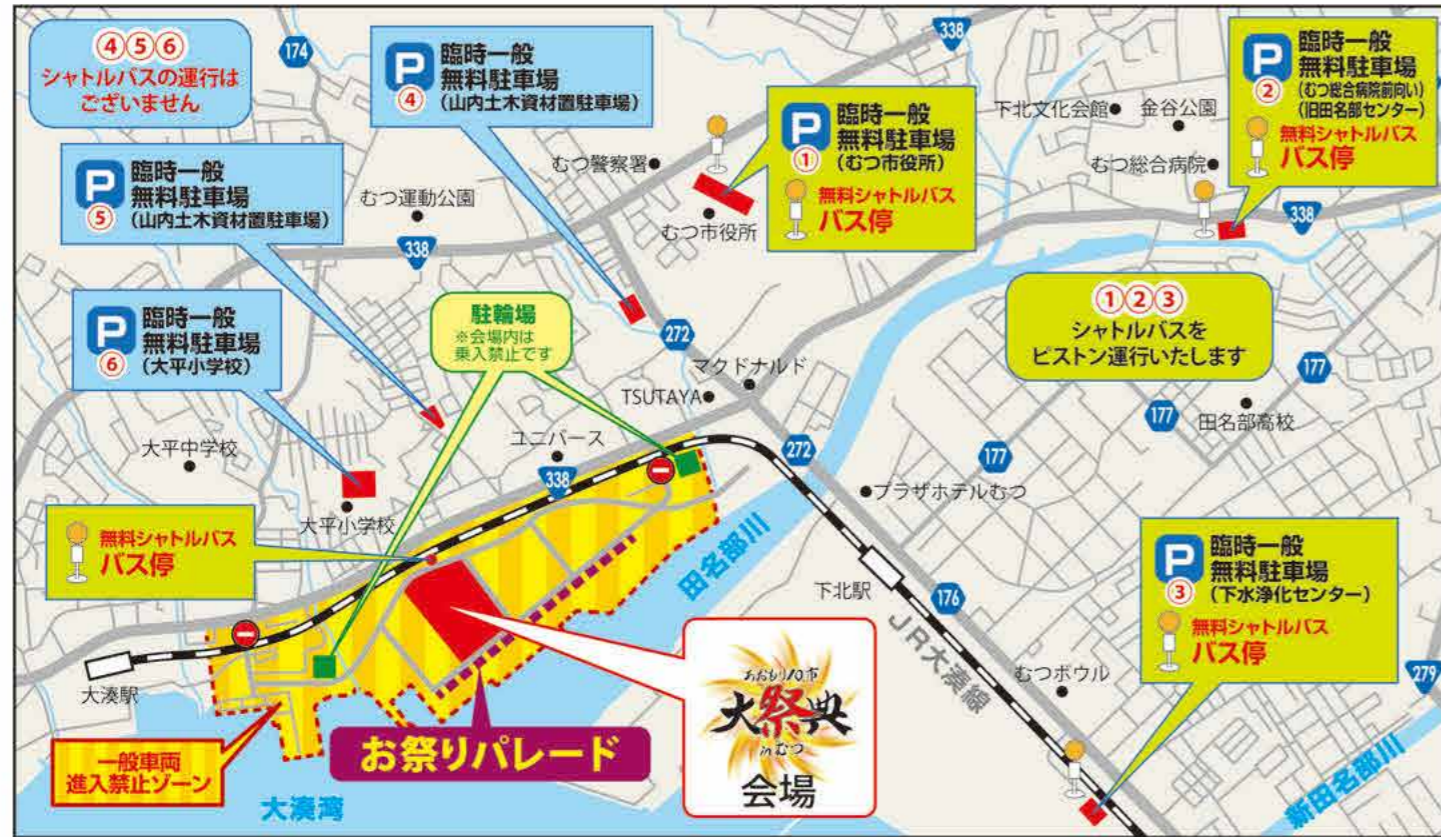 ④⑤⑥
シャトルバスの運行は
ございません
174
P
④
臨時一般
無料駐車場
(山内土木資材置駐車場)
338
P
①
臨時一般
無料駐車場
(むつ市役所)
無料シャトルバス
バス停
下北文化会館
金谷公園
むつ総合病院
P
②
臨時一般
無料駐車場
(むつ総合病院前向い)
(旧田名部センター)
無料シャトルバス
バス停
338
P
⑤
臨時一般
無料駐車場
(山内土木資材置駐車場)
むつ運動公園
338
むつ警察署
むつ市役所
P
⑥
臨時一般
無料駐車場
(大平小学校)
駐輪場
※会場内は
乗入禁止です
272
マクドナルド
TSUTAYA
①②③
シャトルバスを
ピストン運行いたします
177
177
田名部高校
177
大平中学校
大平小学校
ユニバース
338
272
プラザホテルむつ
無料シャトルバス
バス停
田名部川
下北駅
176
JR大湊線
むつボウル
P
③
臨時一般
無料駐車場
(下水浄化センター)
無料シャトルバス
バス停
279
新田名部川
大湊駅
一般車両
進入禁止ゾーン
大湊湾
お祭りパレード
あおもり10市
大祭典
inむつ
会場